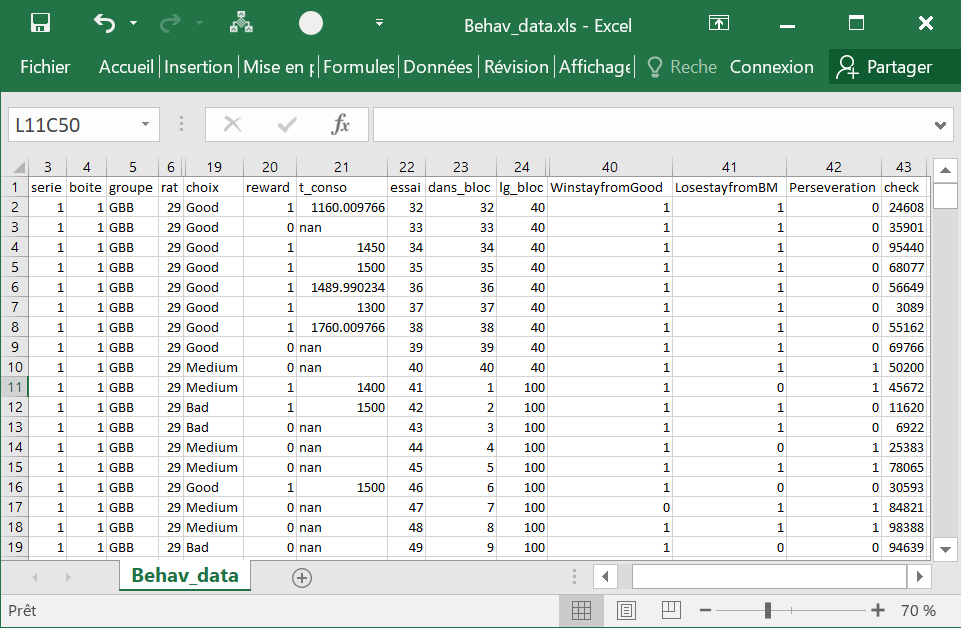 Behav_data.xls - Excel
Fichier Accueil Insertion Mise en p Formules Données Révision Affichage Reche Connexion Partager
L11C50 fx
3 4 5 6 19 20 21 22 23 24 40 41 42 43
1 serie boite groupe rat choix reward t_conso essai dans_bloc lg_bloc WinstayfromGood LosestayfromBM Perseveration check
2 1 1 GBB 29 Good 1 1160.009766 32 32 40 1 1 0 24608
3 1 1 GBB 29 Good 0 nan 33 33 40 1 1 0 35901
4 1 1 GBB 29 Good 1 1450 34 34 40 1 1 0 95440
5 1 1 GBB 29 Good 1 1500 35 35 40 1 1 0 68077
6 1 1 GBB 29 Good 1 1489.990234 36 36 40 1 1 0 56649
7 1 1 GBB 29 Good 1 1300 37 37 40 1 1 0 3089
8 1 1 GBB 29 Good 1 1760.009766 38 38 40 1 1 0 55162
9 1 1 GBB 29 Good 0 nan 39 39 40 1 1 0 69766
10 1 1 GBB 29 Medium 0 nan 40 40 40 1 1 1 50200
11 1 1 GBB 29 Medium 1 1400 41 1 100 1 0 1 45672
12 1 1 GBB 29 Bad 1 1500 42 2 100 1 1 0 11620
13 1 1 GBB 29 Bad 0 nan 43 3 100 1 1 0 6922
14 1 1 GBB 29 Medium 0 nan 44 4 100 1 0 1 25383
15 1 1 GBB 29 Medium 0 nan 45 5 100 1 1 1 78065
16 1 1 GBB 29 Good 1 1500 46 6 100 1 0 0 30593
17 1 1 GBB 29 Medium 0 nan 47 7 100 0 1 1 84821
18 1 1 GBB 29 Medium 0 nan 48 8 100 1 1 1 98388
19 1 1 GBB 29 Bad 0 nan 49 9 100 1 0 0 94639
Behav_data
Prêt 70 %